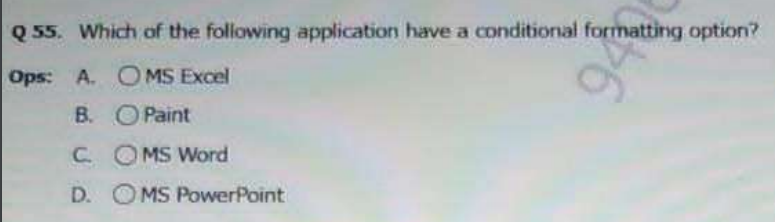 Q 55. Which of the following application have a conditional formatting option?
Ops: A. MS Excel
B. Paint
C. MS Word
D. MS PowerPoint